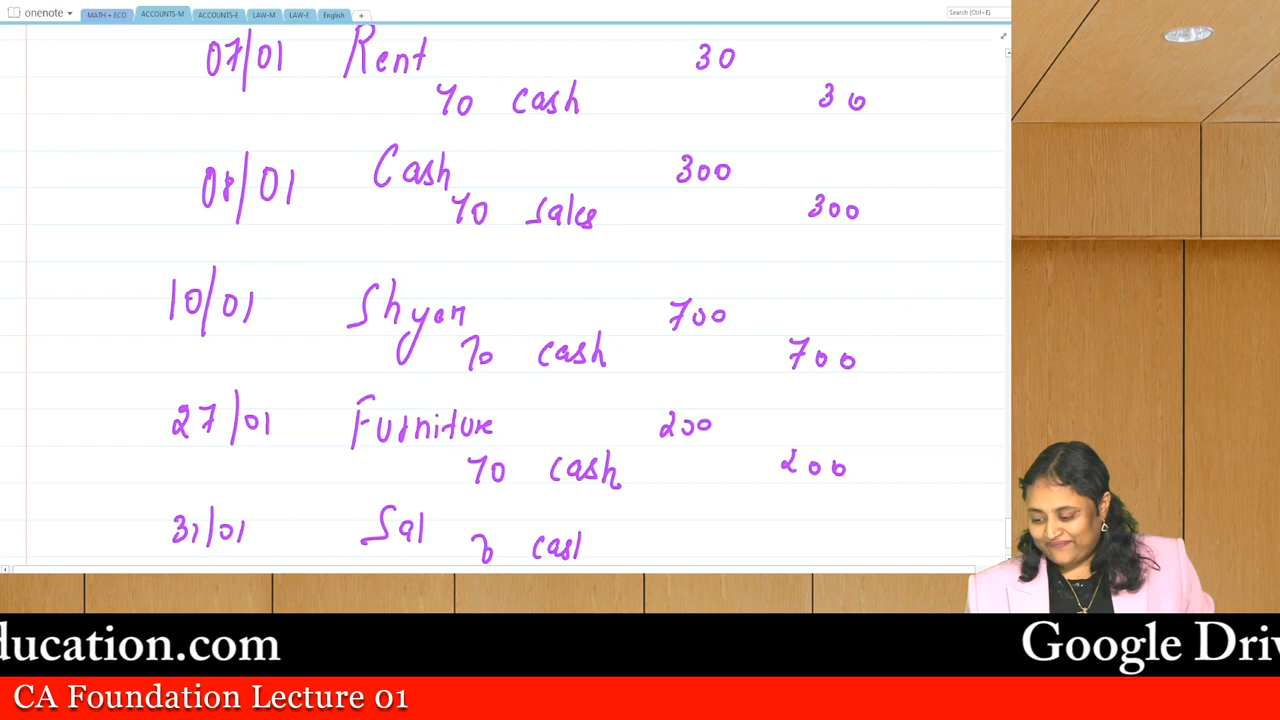 onenote
MATH + ECO ACCOUNTS-M ACCOUNTS-E LAW-M LAW-E English +
Search (Ctrl+E)
07/01 Rent 30
To cash 30
08/01 Cash 300
To sales 300
10/01 Shyam 700
To cash 700
27/01 Furniture 200
To cash 200
31/01 Sal
To cash
ducation.com Google Driv
CA Foundation Lecture 01